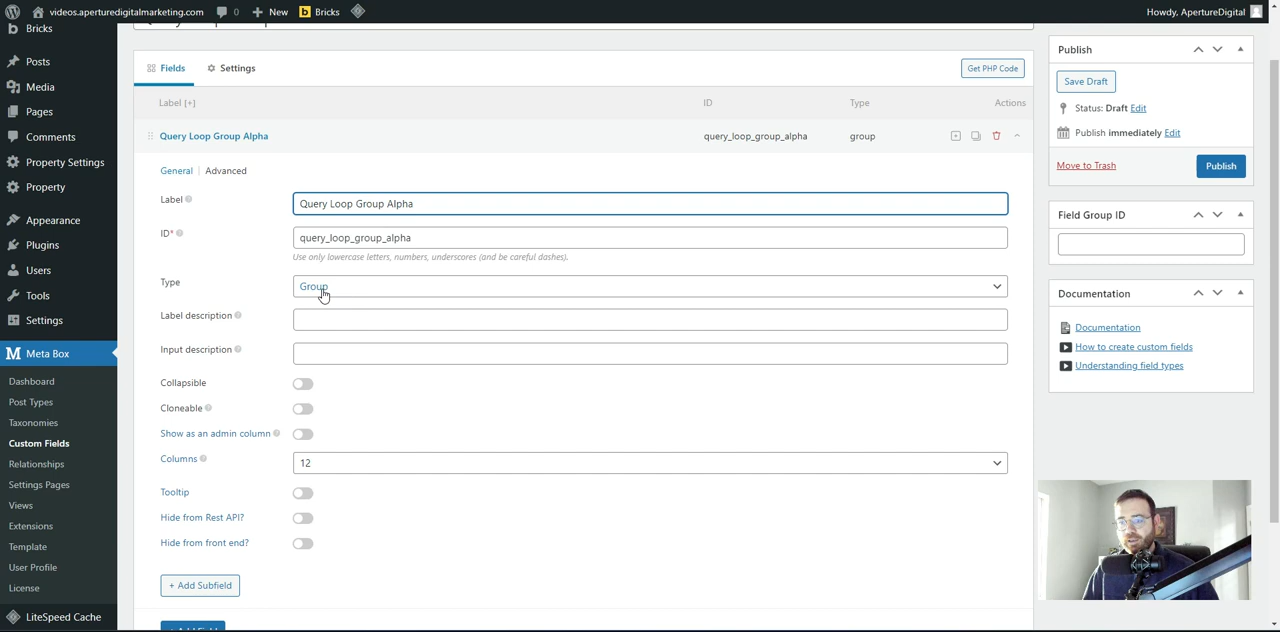 videos.aperturedigitalmarketing.com 0 New Bricks Howdy, ApertureDigital
Bricks
Posts
Media
Pages
Comments
Property Settings
Property
Appearance
Plugins
Users
Tools
Settings
Meta Box
Dashboard
Post Types
Taxonomies
Custom Fields
Relationships
Settings Pages
Views
Extensions
Template
User Profile
License
LiteSpeed Cache
Fields Settings Get PHP Code
Label [+] ID Type Actions
Query Loop Group Alpha query_loop_group_alpha group
General | Advanced
Label Query Loop Group Alpha
ID* query_loop_group_alpha
Use only lowercase letters, numbers, underscores (and be careful dashes).
Type Group
Label description
Input description
Collapsible
Cloneable
Show as an admin column
Columns 12
Tooltip
Hide from Rest API?
Hide from front end?
+ Add Subfield
+ Add Field
Publish
Save Draft
Status: Draft Edit
Publish immediately Edit
Move to Trash Publish
Field Group ID
Documentation
Documentation
How to create custom fields
Understanding field types